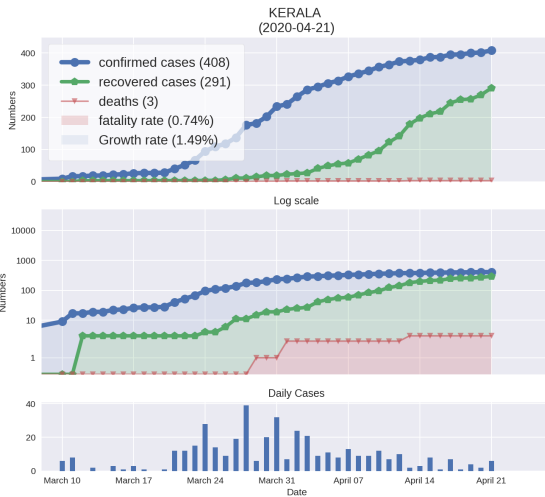 KERALA
(2020-04-21)
Numbers
400
300
200
100
0
confirmed cases (408)
recovered cases (291)
deaths (3)
fatality rate (0.74%)
Growth rate (1.49%)
Log scale
Numbers
10000
1000
100
10
1
Daily Cases
40
20
0
March 10 March 17 March 24 March 31 April 07 April 14 April 21
Date